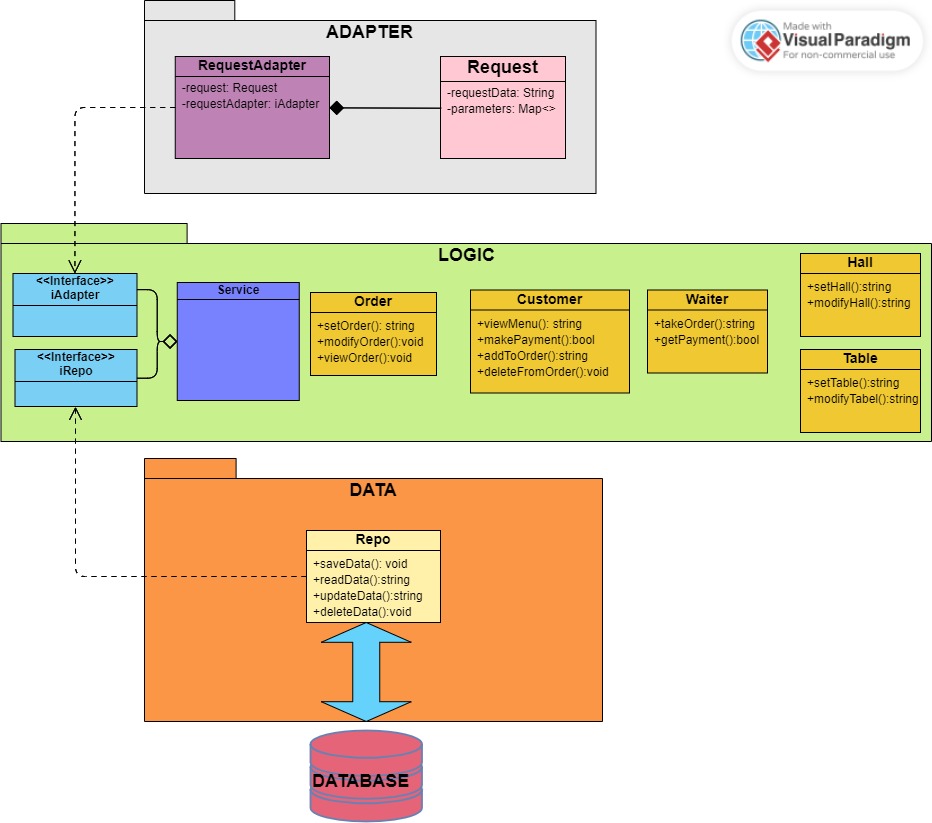 Made with
VisualParadigm
For non-commercial use
ADAPTER
RequestAdapter
-request: Request
-requestAdapter: iAdapter
Request
-requestData: String
-parameters: Map<>
LOGIC
<<Interface>>
iAdapter
<<Interface>>
iRepo
Service
Order
+setOrder(): string
+modifyOrder():void
+viewOrder():void
Customer
+viewMenu(): string
+makePayment():bool
+addToOrder():string
+deleteFromOrder():void
Waiter
+takeOrder():string
+getPayment():bool
Hall
+setHall():string
+modifyHall():string
Table
+setTable():string
+modifyTabel():string
DATA
Repo
+saveData(): void
+readData():string
+updateData():string
+deleteData():void
DATABASE